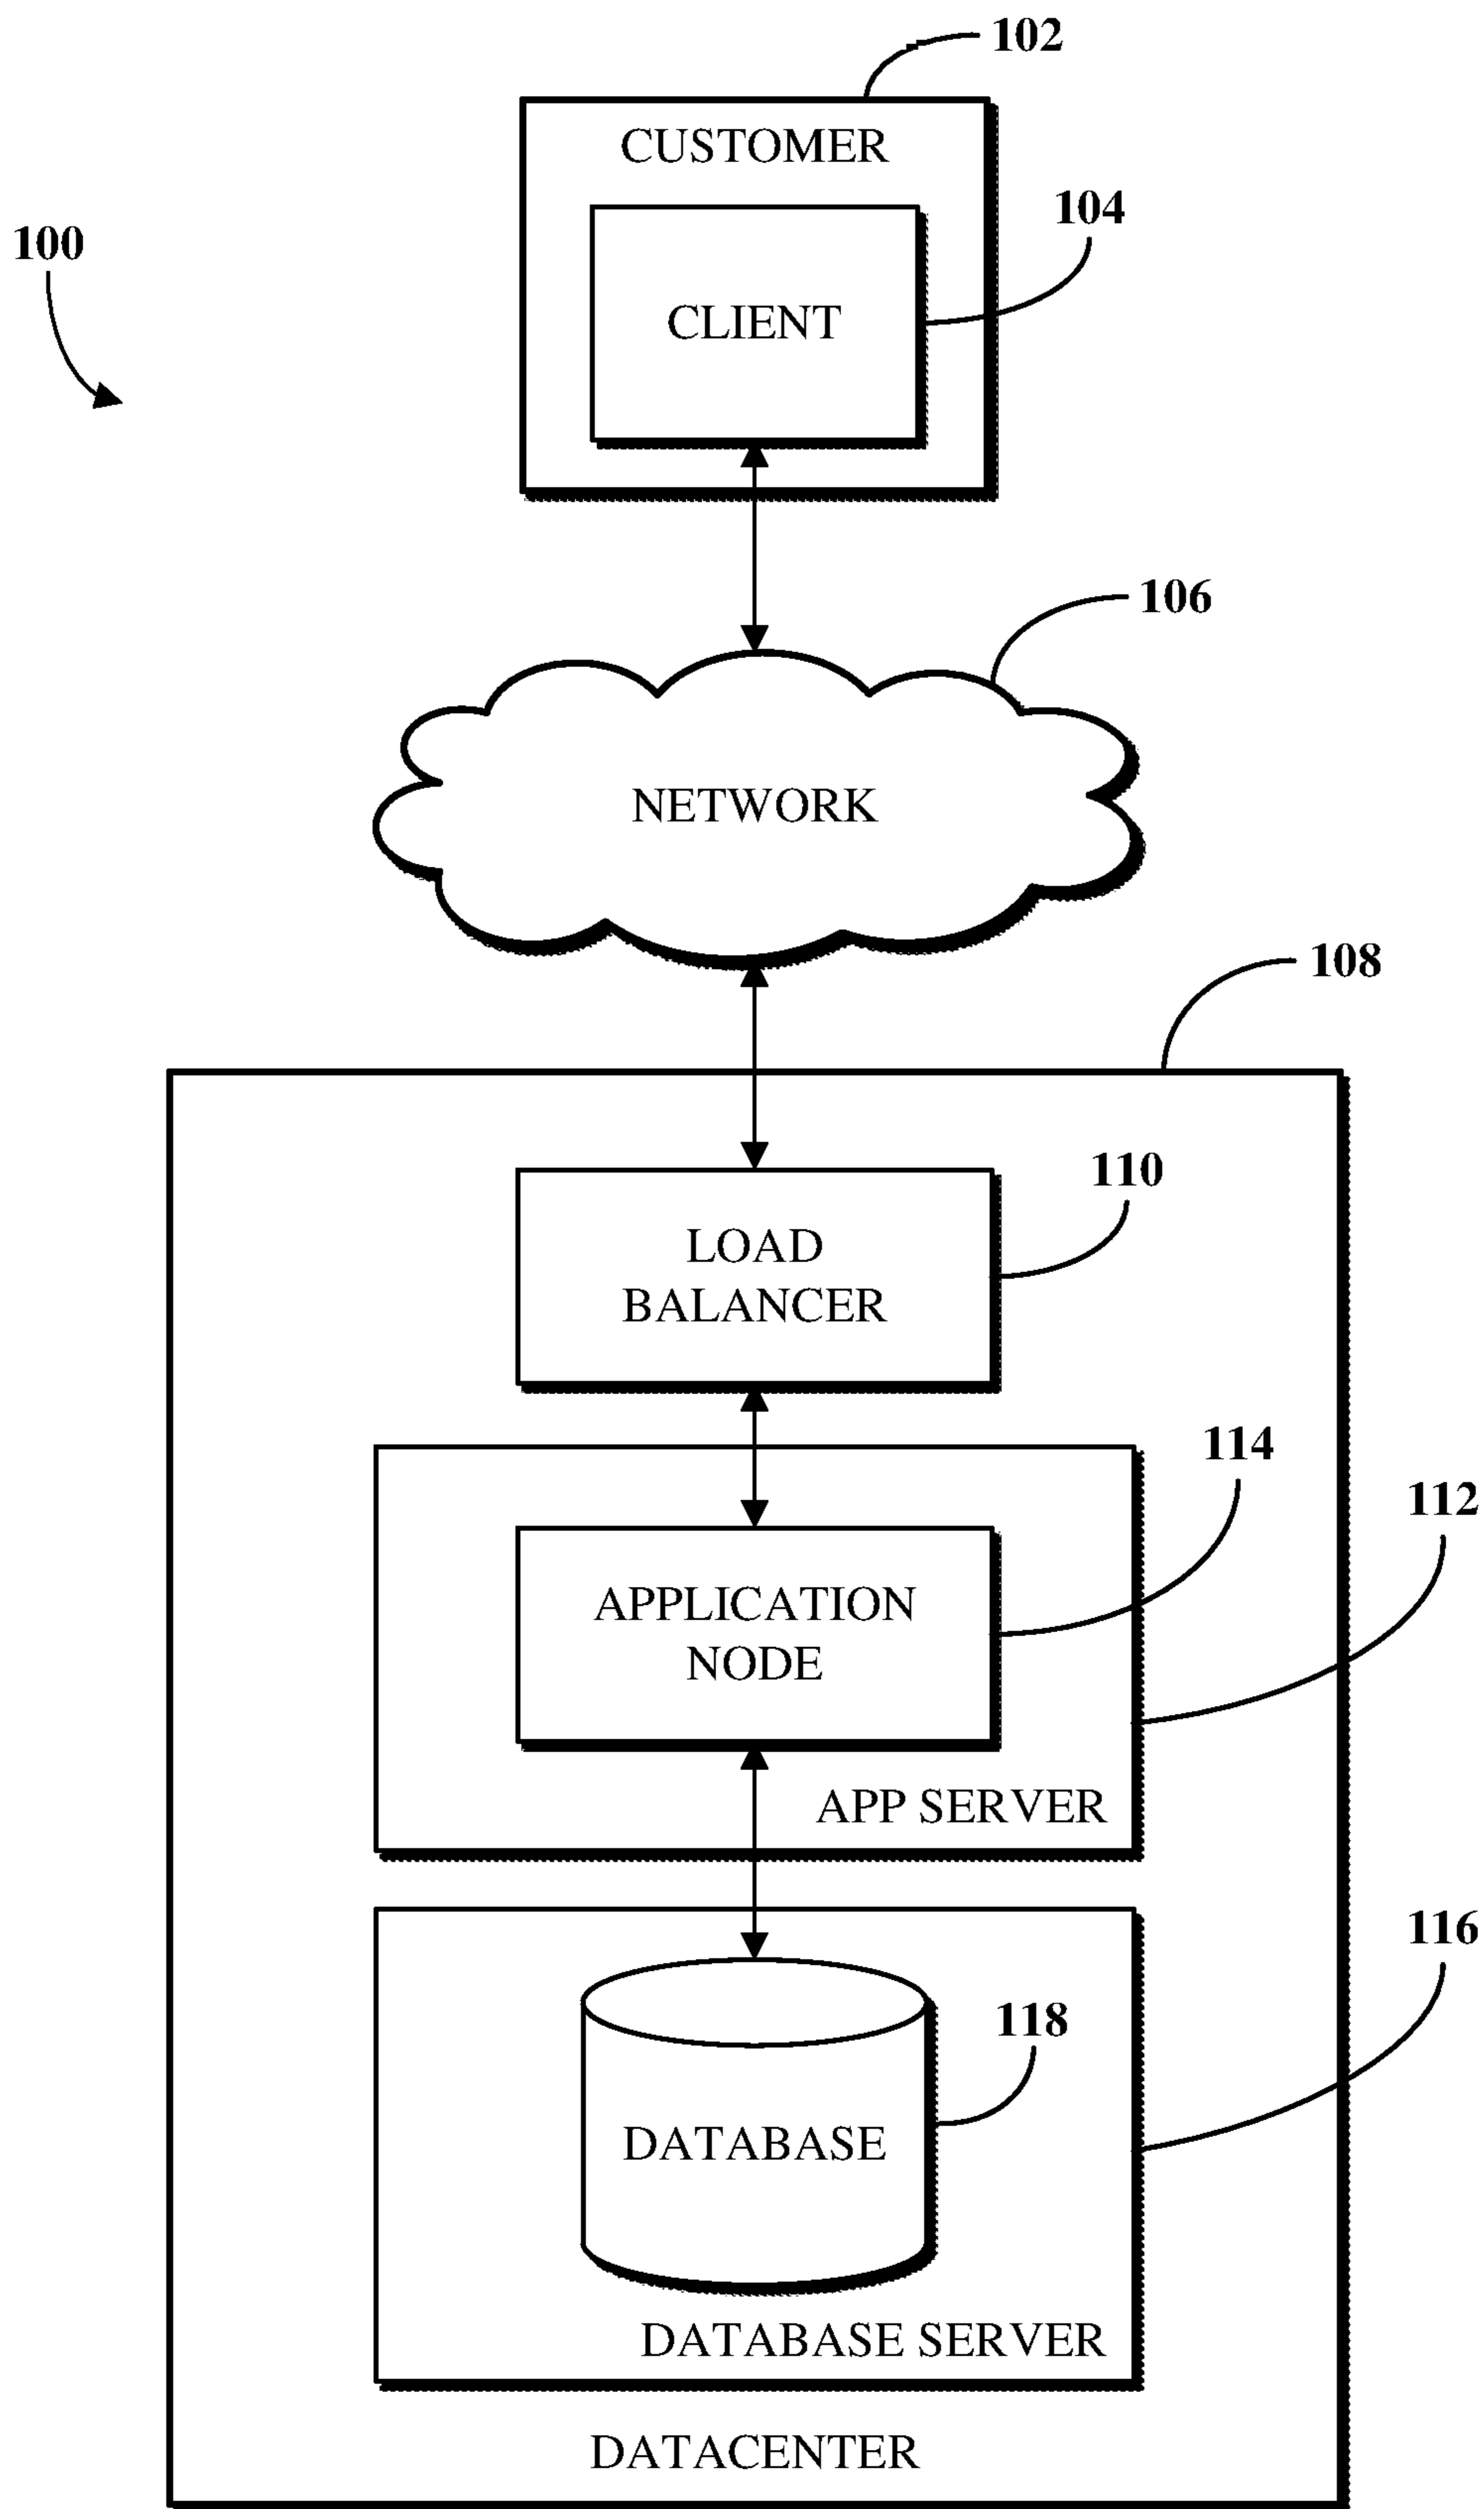 102
CUSTOMER
104
100
CLIENT
106
NETWORK
108
110
LOAD
BALANCER
114
112
APPLICATION
NODE
APP SERVER
116
118
DATABASE
DATABASE SERVER
DATACENTER